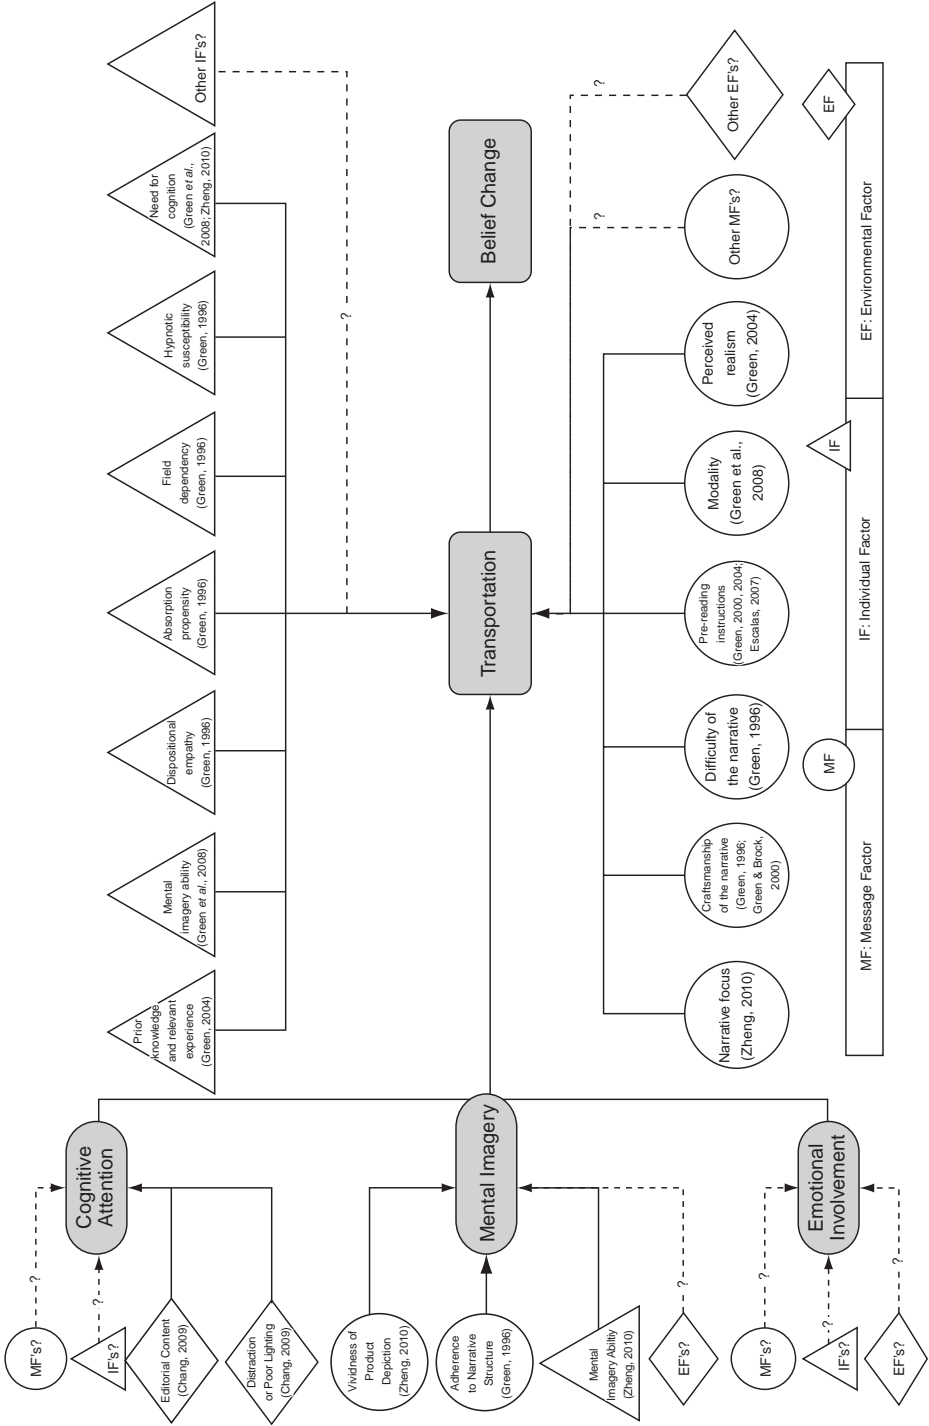 EF's?
IF's?
MF's?
EF's?
Mental
Imagery Ability
(Zheng, 2010)
Adherence
to Narrative
Structure
(Green, 1996)
Vividness of
Product
Depiction
(Zheng, 2010)
Distraction
or Poor Lighting
(Chang, 2009)
Editorial Content
(Chang, 2009)
IF's?
MF's?
?
?
?
?
?
?
Emotional
Involvement
Mental Imagery
Cognitive
Attention
Prior
knowledge
and relevant
experience
(Green, 2004)
Mental
imagery ability
(Green et al., 2008)
Dispositional
empathy
(Green, 1996)
Absorption
propensity
(Green, 1996)
Field
dependency
(Green, 1996)
Hypnotic
susceptibility
(Green, 1996)
Need for
cognition
(Green et al.,
2008; Zheng, 2010)
Other IF's?
?
Transportation
Belief Change
?
?
Narrative focus
(Zheng, 2010)
Craftsmanship
of the narrative
(Green, 1996;
Green & Brock,
2000)
Difficulty of
the narrative
(Green, 1996)
Pre-reading
instructions
(Green, 2000, 2004;
Escalas, 2007)
Modality
(Green et al.,
2008)
Perceived
realism
(Green, 2004)
Other MF's?
Other EF's?
MF
IF
EF
MF: Message Factor
IF: Individual Factor
EF: Environmental Factor